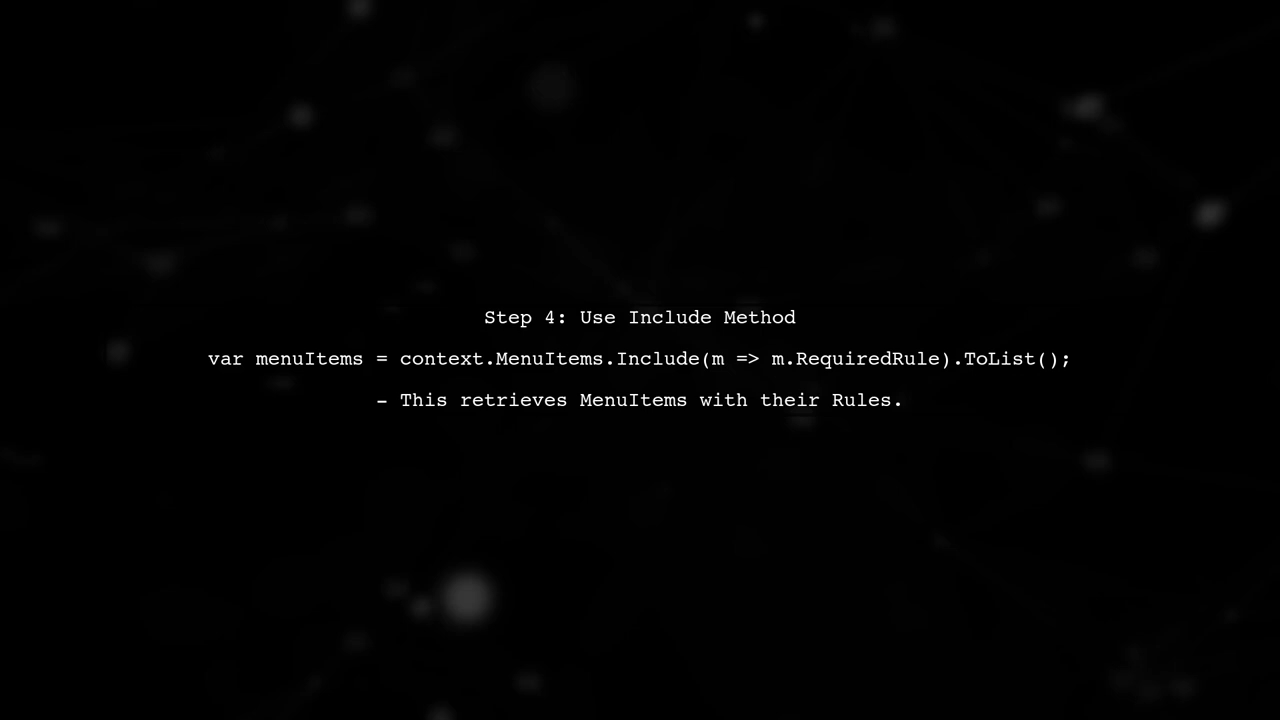 Step 4: Use Include Method
var menuItems = context.MenuItems.Include(m => m.RequiredRule).ToList();
– This retrieves MenuItems with their Rules.